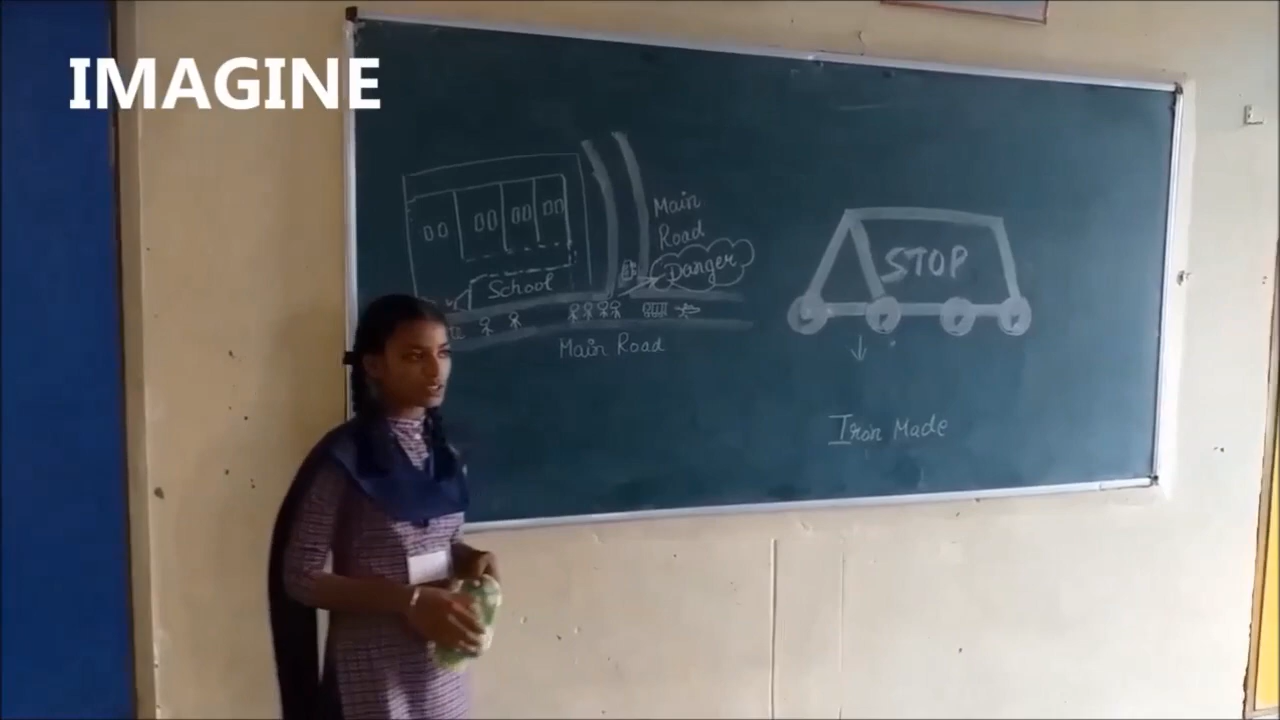 IMAGINE
Main
Road
Danger
School
Main Road
STOP
Iron Made